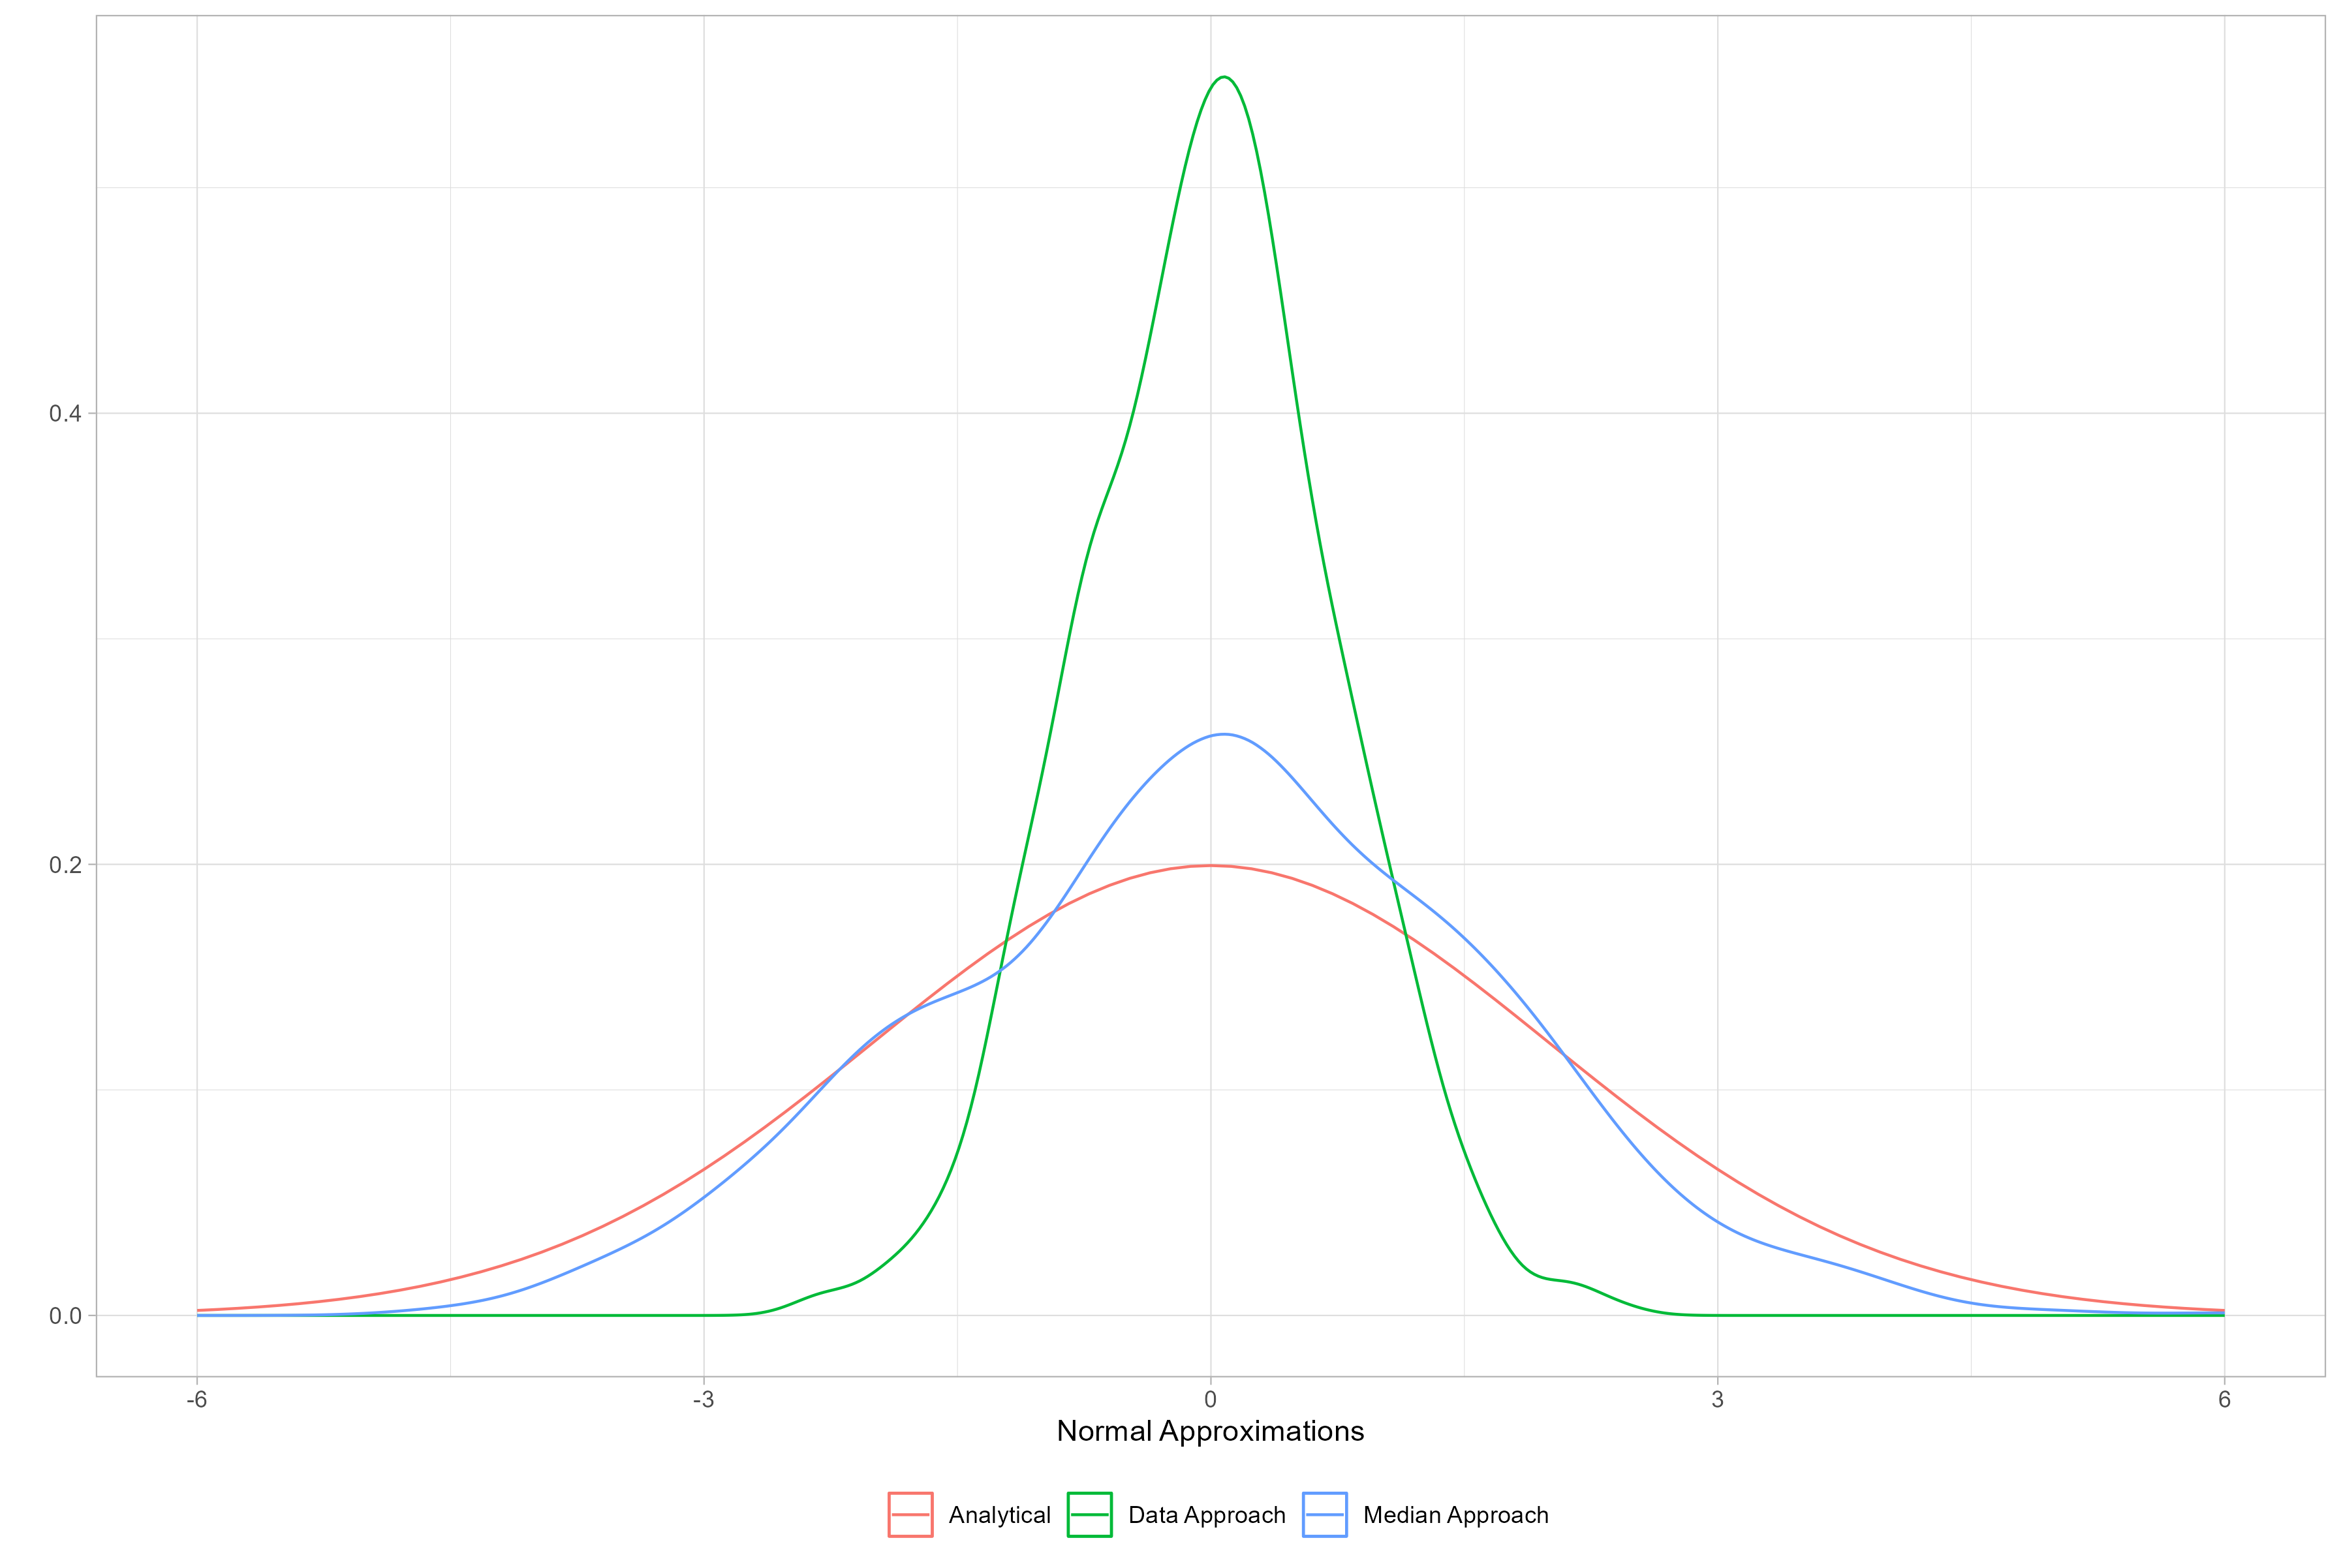 0.4
0.2
0.0
-6 -3 0 3 6
Normal Approximations
Analytical Data Approach Median Approach